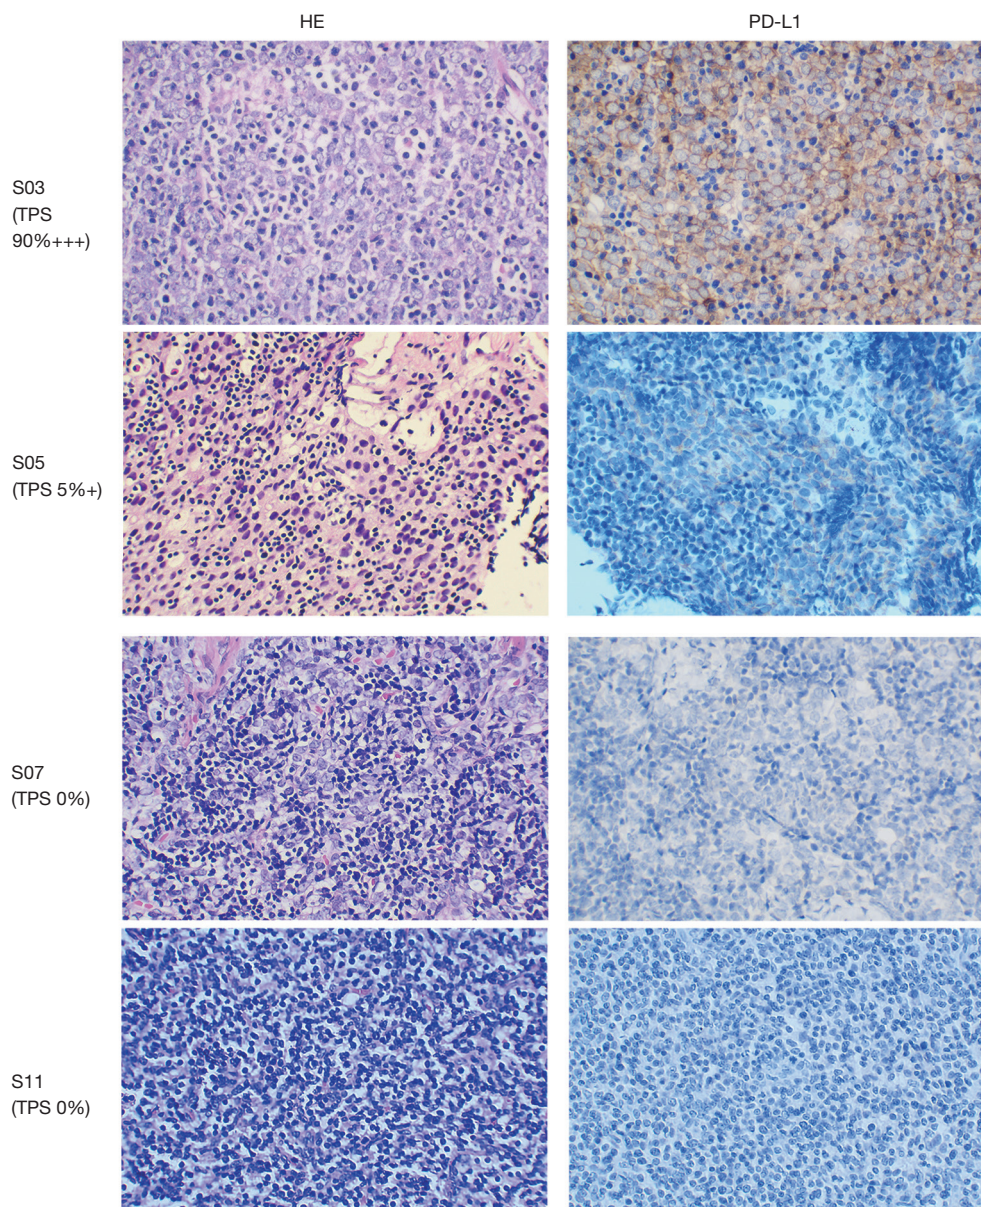 HE
PD-L1
S03
(TPS
90%+++)
S05
(TPS 5%+)
S07
(TPS 0%)
S11
(TPS 0%)